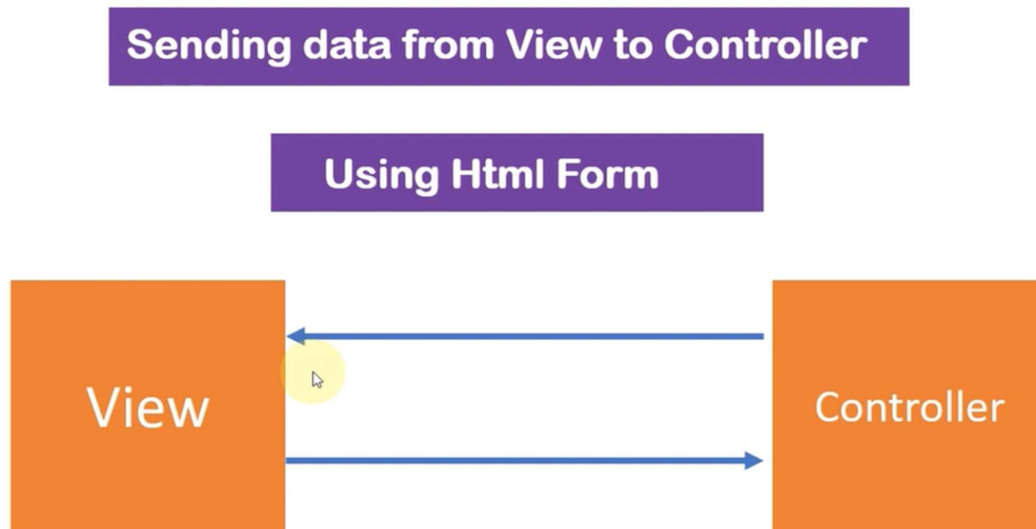 Sending data from View to Controller
Using Html Form
View
Controller